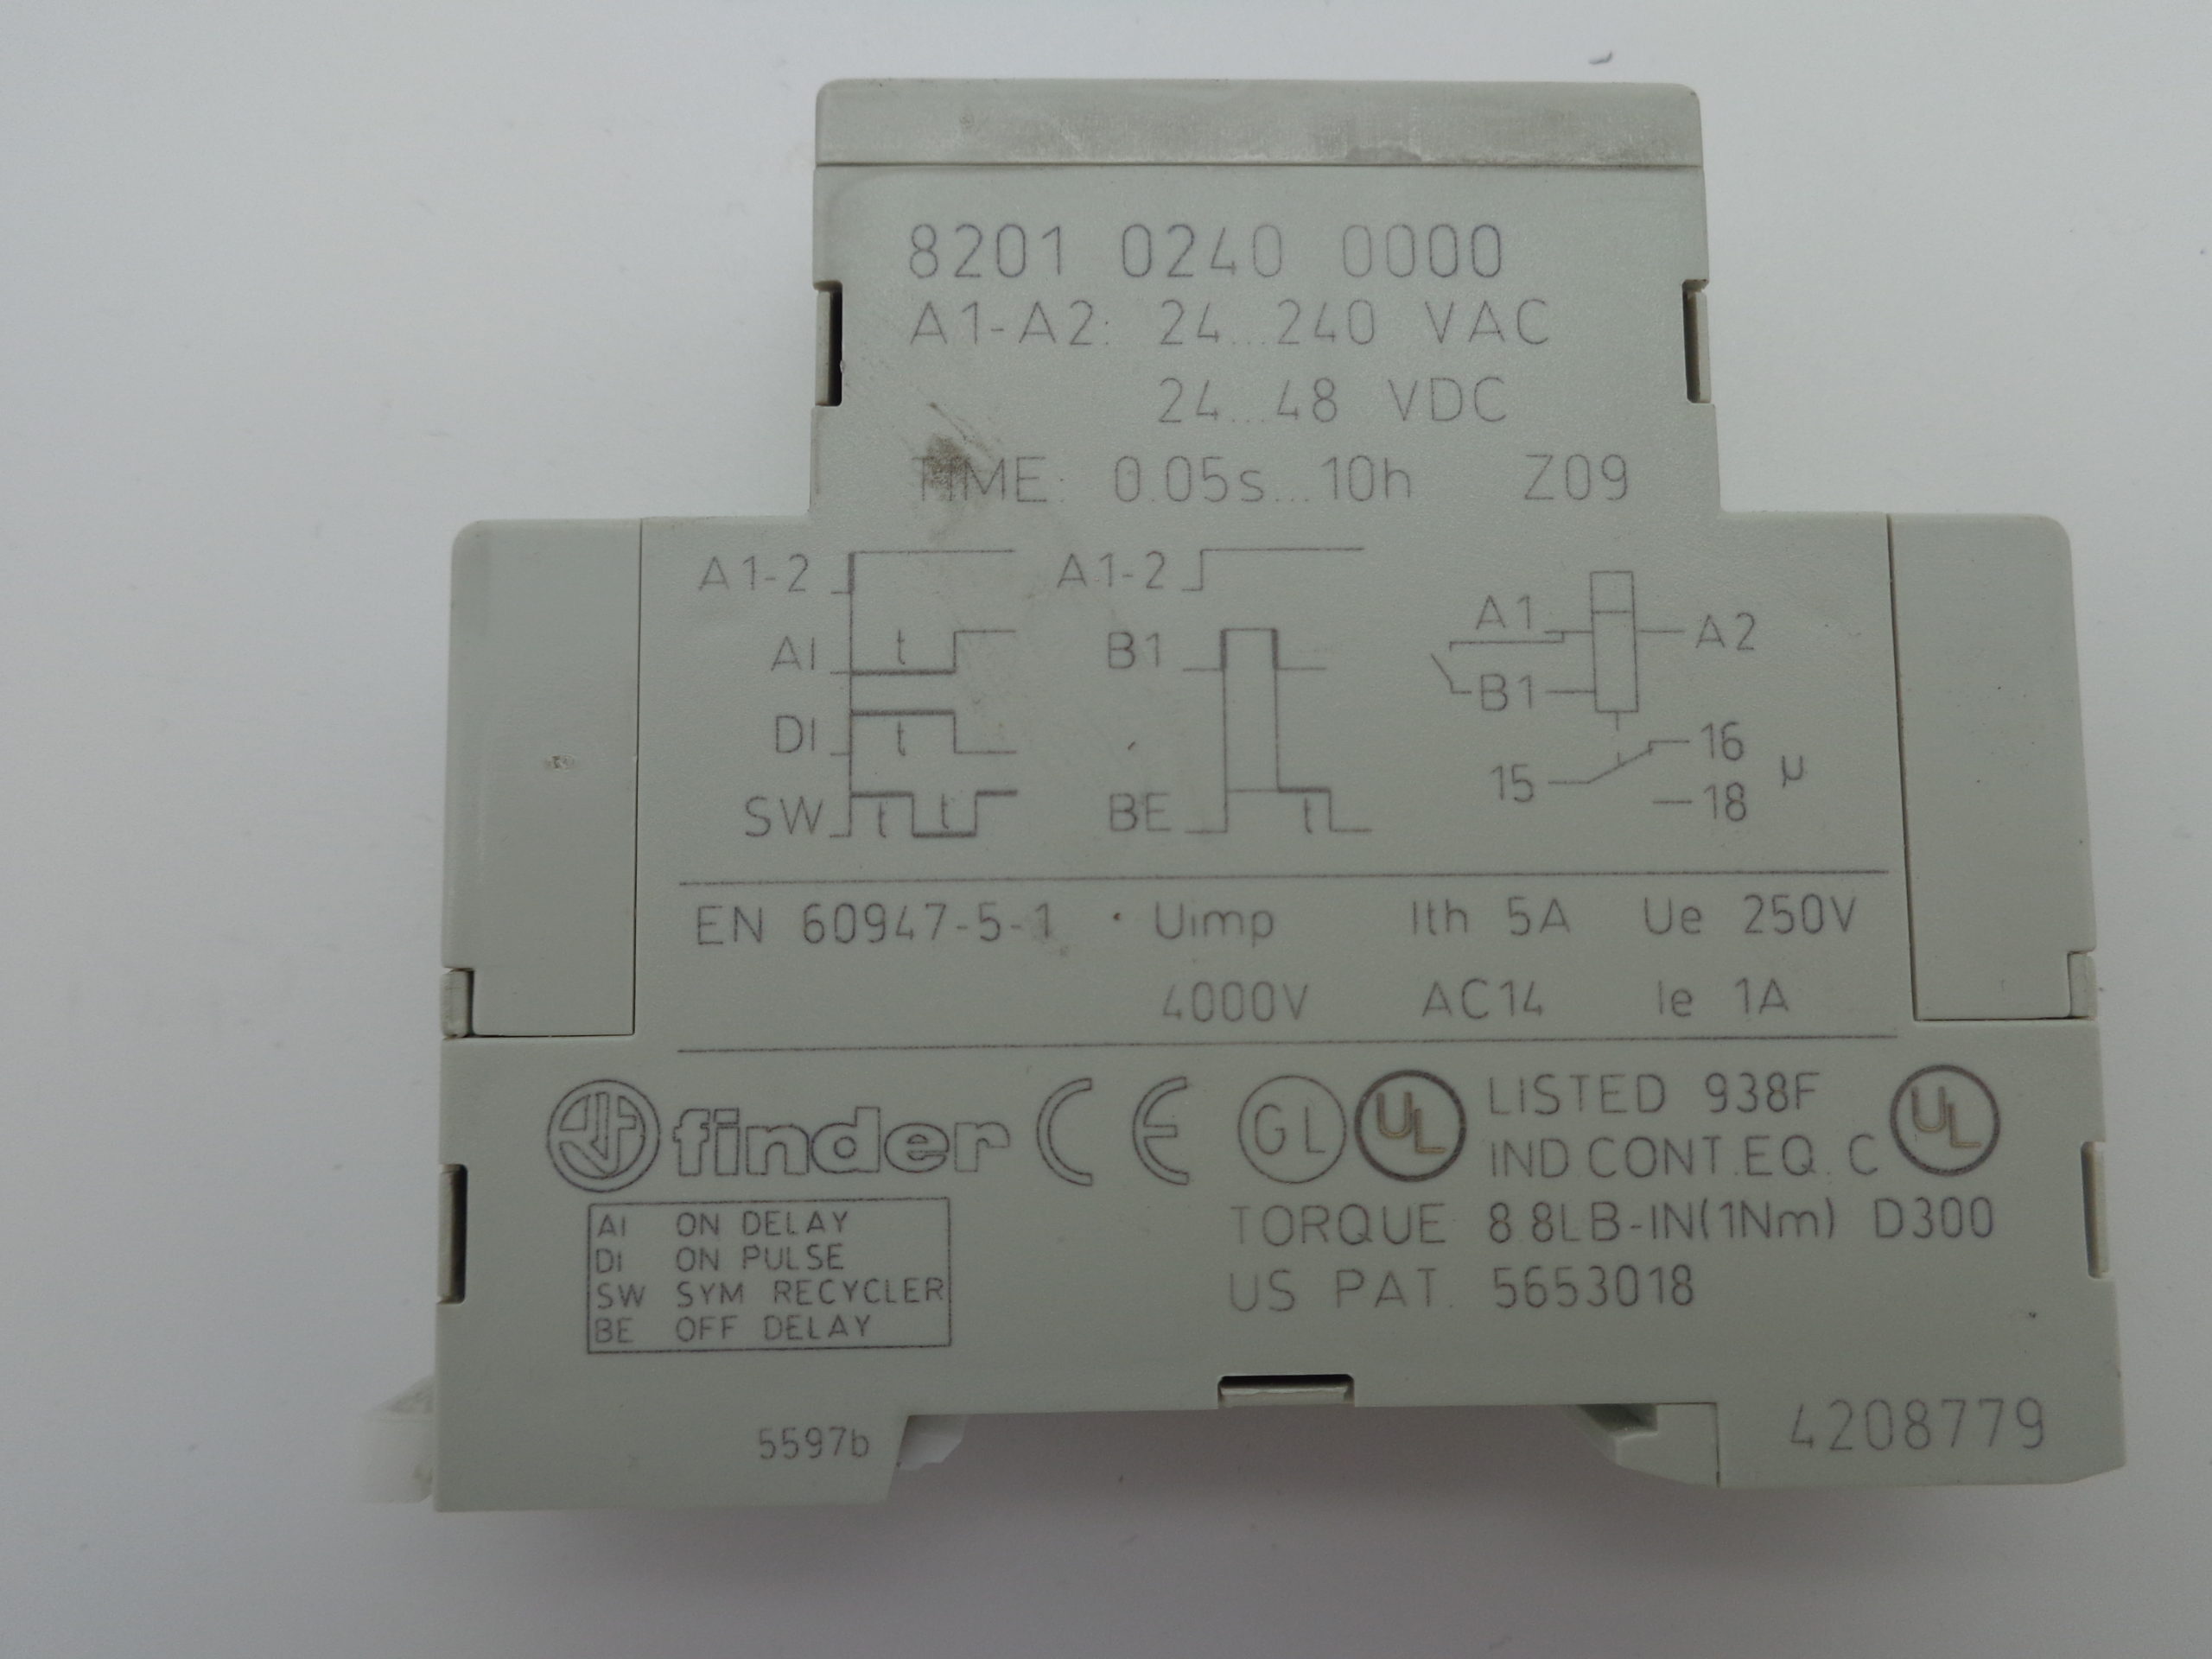 8201 0240 0000
A1-A2: 24...240 VAC
24...48 VDC
TIME: 0.05s...10h Z09
A1-2
AI t
DI t
SW t t
A1-2
B1
BE t
A1 A2
B1
15 16
18 µ
EN 60947-5-1 Uimp Ith 5A Ue 250V
4000V AC14 Ie 1A
finder CE GL UL LISTED 938F UL
IND.CONT.EQ. C
AI ON DELAY
DI ON PULSE
SW SYM RECYCLER
BE OFF DELAY
TORQUE 8.8LB-IN(1Nm) D300
US PAT. 5653018
5597b
4208779